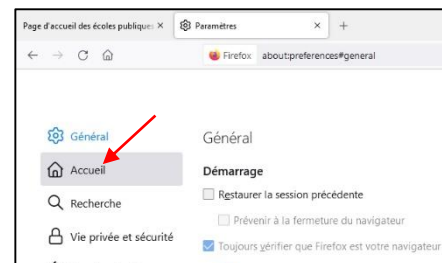 Page d'accueil des écoles publiques
Paramètres
Firefox about:preferences#general
Général
Accueil
Recherche
Vie privée et sécurité
Général
Démarrage
Restaurer la session précédente
Prévenir à la fermeture du navigateur
Toujours vérifier que Firefox est votre navigateur